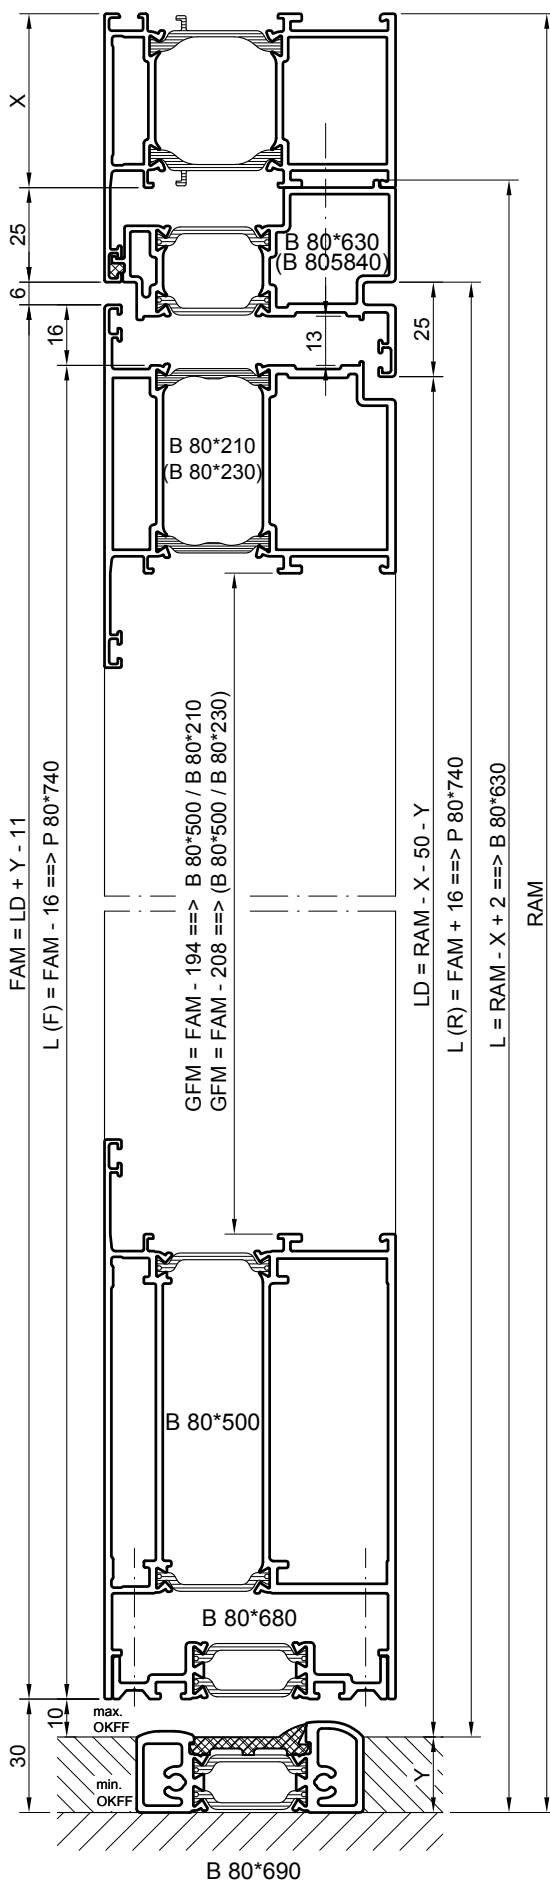 X
25
6
16
B 80*630
(B 805840)
13
25
B 80*210
(B 80*230)
FAM = LD + Y - 11
L (F) = FAM - 16 ==> P 80*740
GFM = FAM - 194 ==> B 80*500 / B 80*210
GFM = FAM - 208 ==> (B 80*500 / B 80*230)
LD = RAM - X - 50 - Y
L (R) = FAM + 16 ==> P 80*740
L = RAM - X + 2 ==> B 80*630
RAM
B 80*500
B 80*680
10
max.
OKFF
30
min.
OKFF
Y
B 80*690